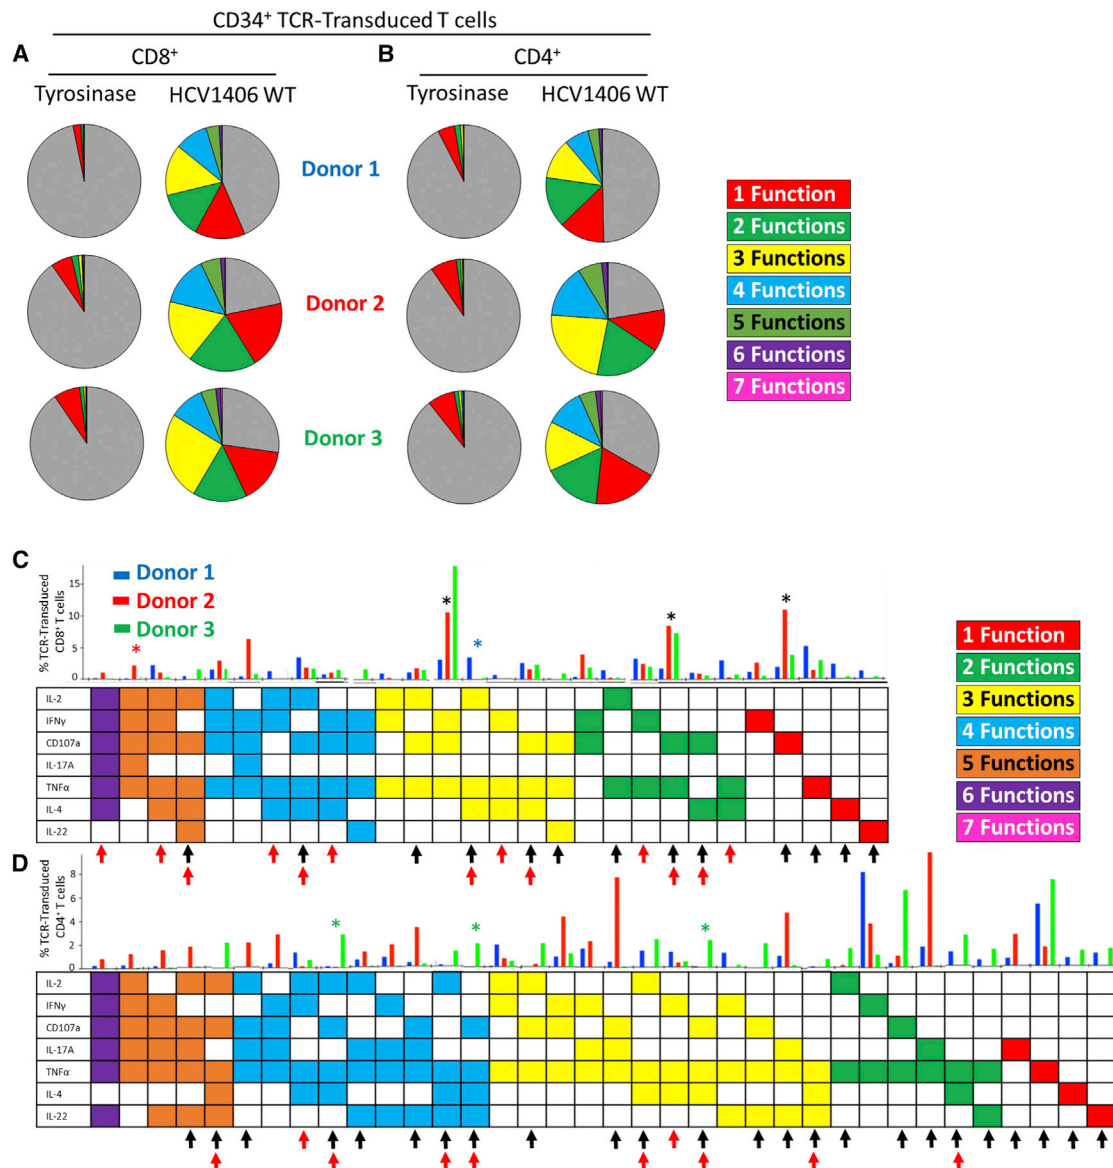 CD34⁺ TCR-Transduced T cells
A
CD8⁺
B
CD4⁺
Tyrosinase
HCV1406 WT
Tyrosinase
HCV1406 WT
Donor 1
Donor 2
Donor 3
1 Function
2 Functions
3 Functions
4 Functions
5 Functions
6 Functions
7 Functions
C
% TCR-Transduced
CD8⁺ T cells
15
10
5
0
Donor 1
Donor 2
Donor 3
*
*
*
*
*
IL-2
IFNγ
CD107a
IL-17A
TNFα
IL-4
IL-22
1 Function
2 Functions
3 Functions
4 Functions
5 Functions
6 Functions
7 Functions
D
% TCR-Transduced
CD4⁺ T cells
8
6
4
2
0
*
*
*
IL-2
IFNγ
CD107a
IL-17A
TNFα
IL-4
IL-22